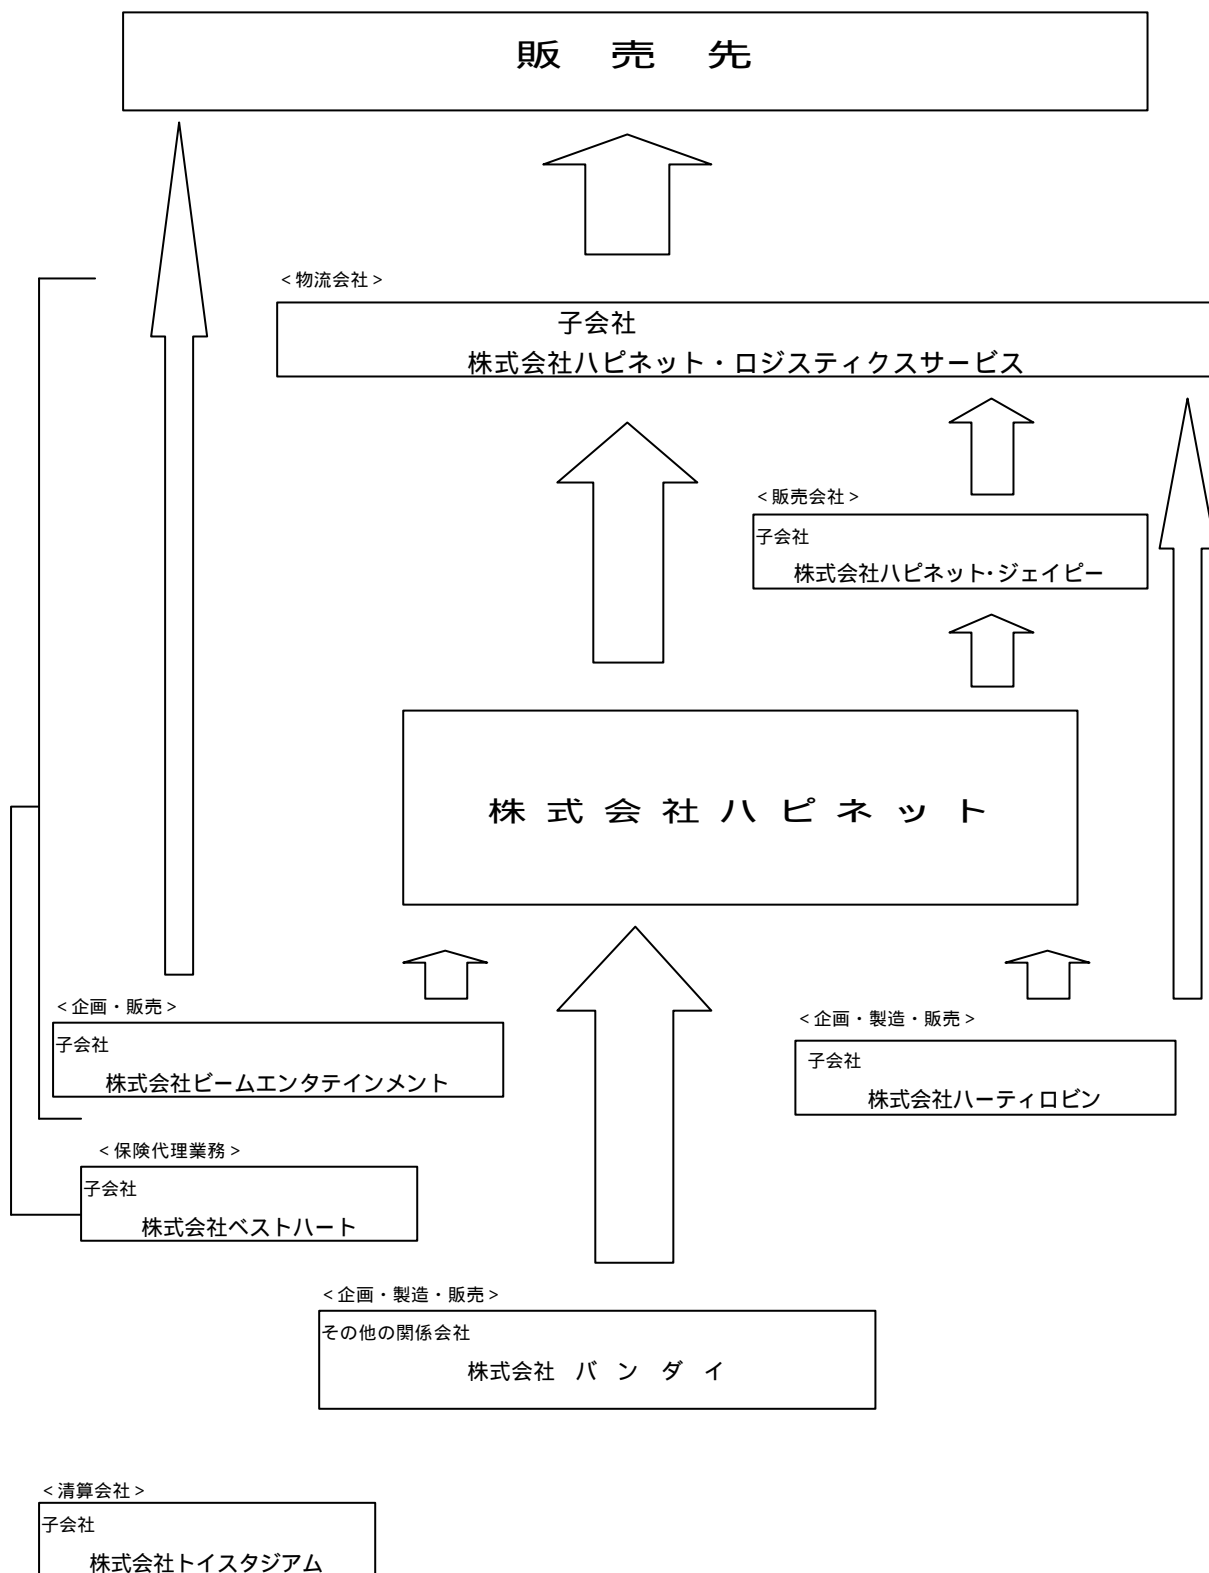 販 売 先
<物流会社>
子会社
株式会社ハピネット・ロジスティクスサービス
<販売会社>
子会社
株式会社ハピネット・ジェイピー
株 式 会 社 ハ ピ ネ ッ ト
<企画・販売>
子会社
株式会社ビームエンタテインメント
<企画・製造・販売>
子会社
株式会社ハーティロビン
<保険代理業務>
子会社
株式会社ベストハート
<企画・製造・販売>
その他の関係会社
株式会社 バ ン ダ イ
<清算会社>
子会社
株式会社トイスタジアム